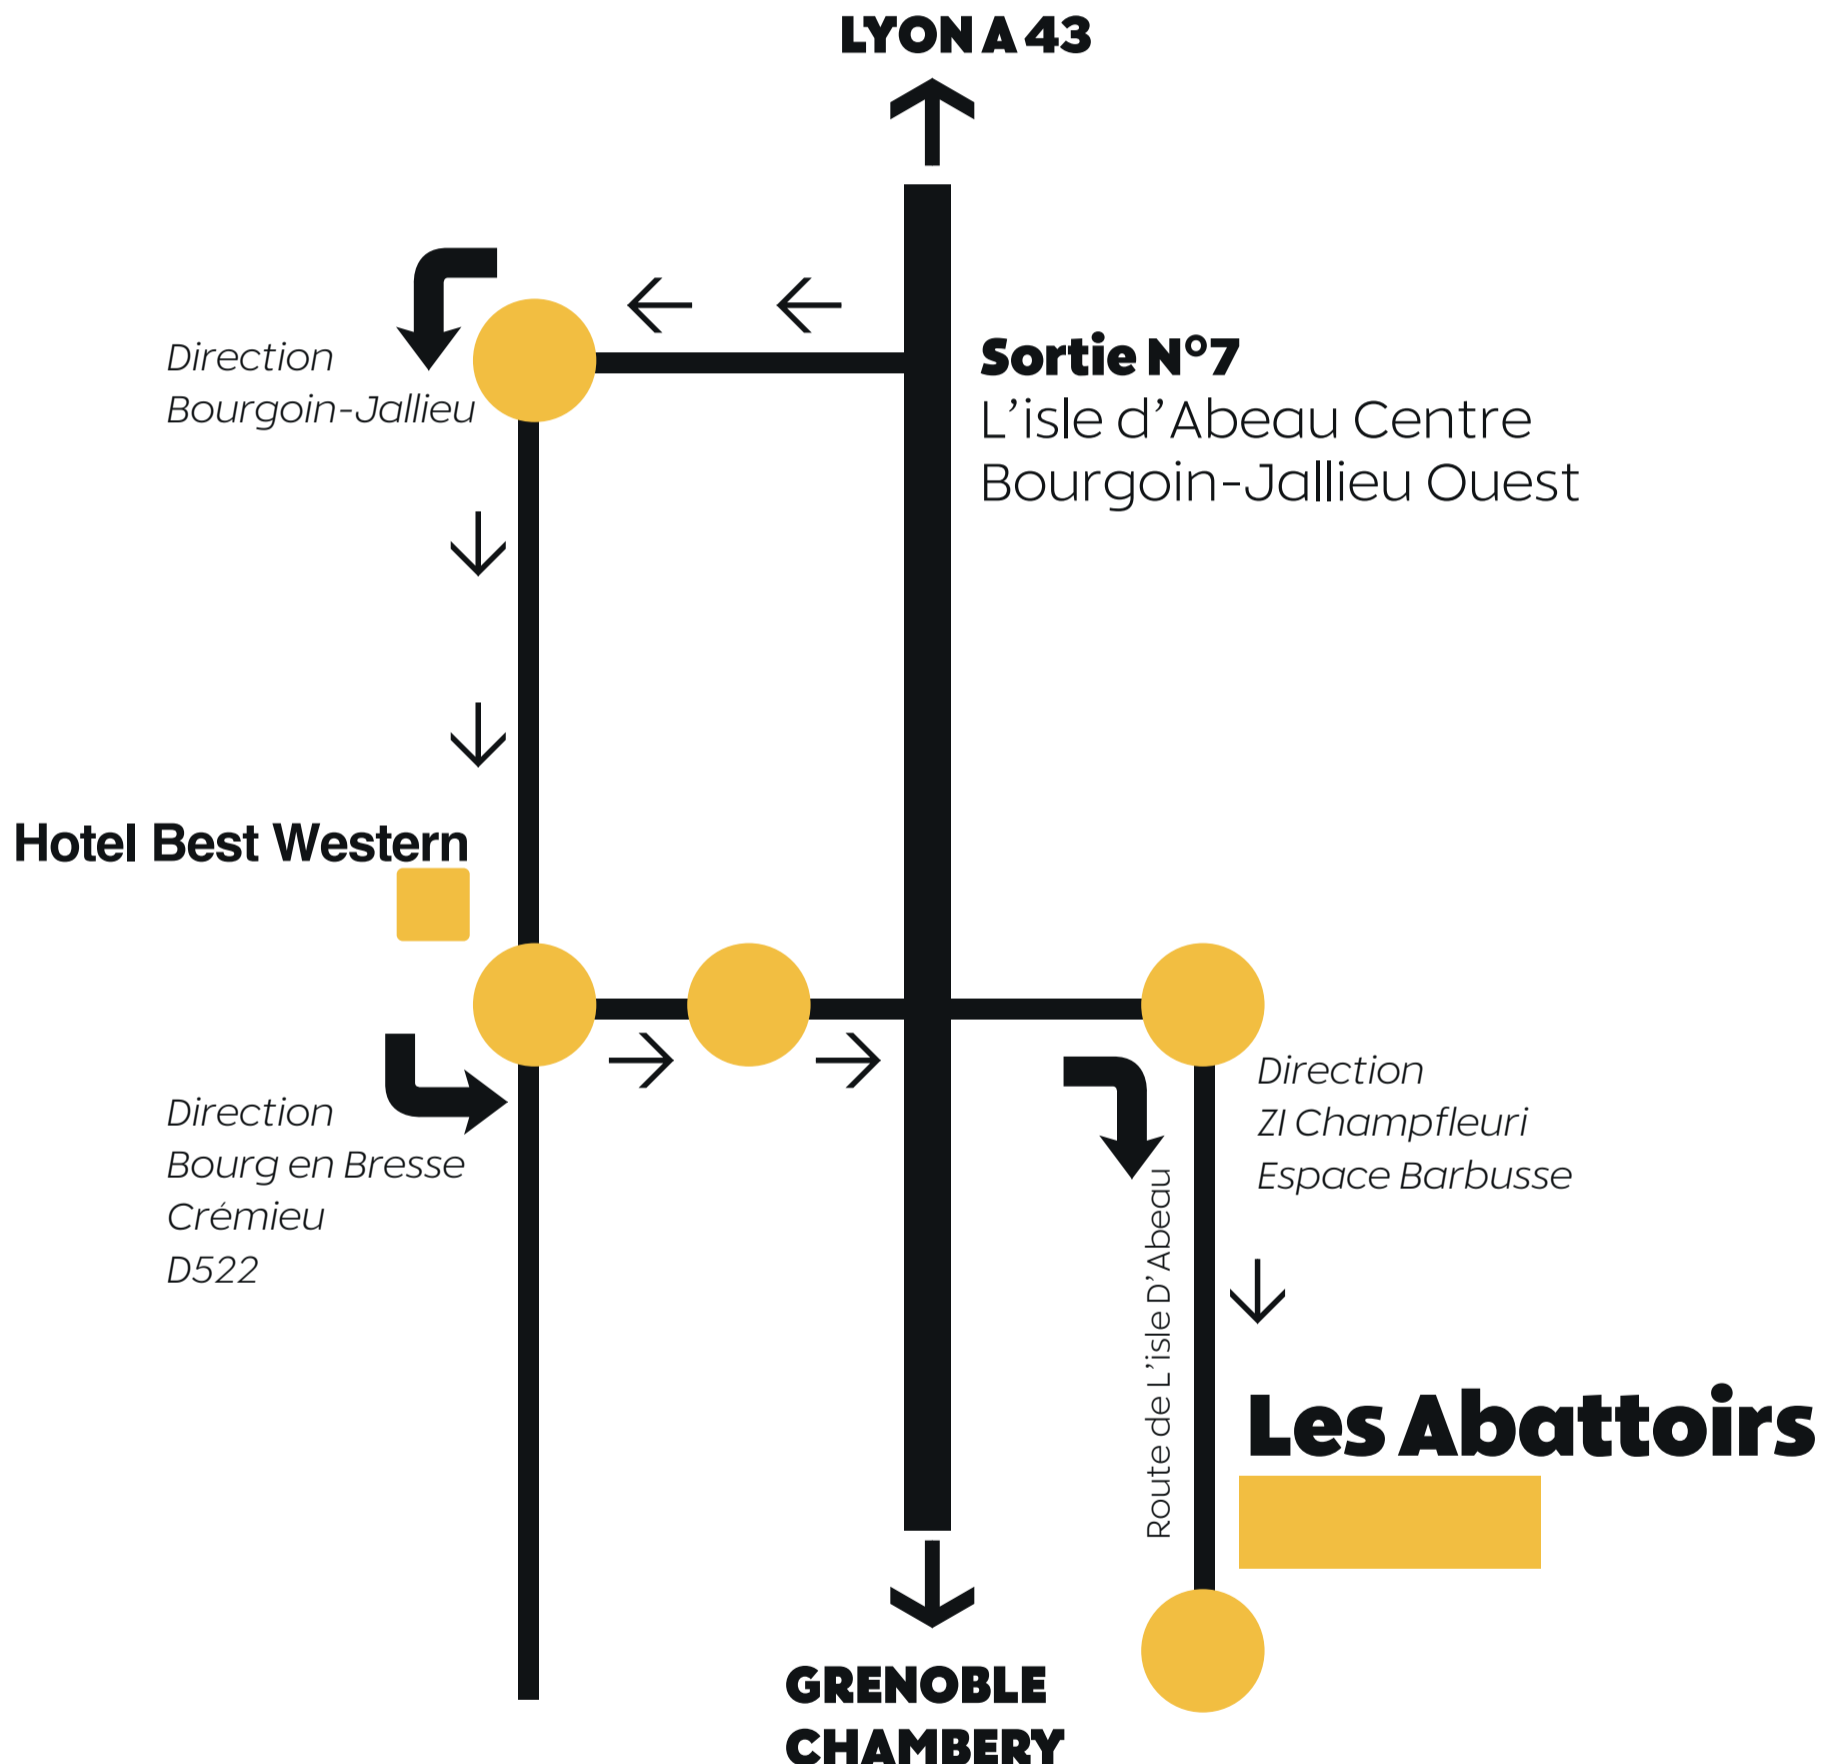 LYON A 43
Direction
Bourgoin-Jallieu
Sortie N°7
L'isle d'Abeau Centre
Bourgoin-Jallieu Ouest
Hotel Best Western
Direction
Bourg en Bresse
Crémieu
D522
Direction
ZI Champfleuri
Espace Barbusse
Route de L'isle D'Abeau
Les Abattoirs
GRENOBLE
CHAMBERY